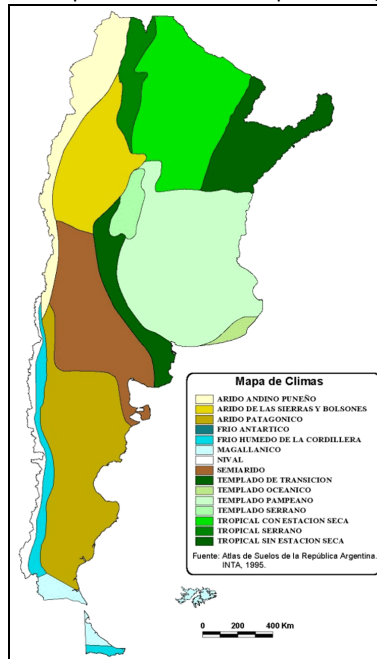 Mapa de Climas
ARIDO ANDINO PUNEÑO
ARIDO DE LAS SIERRAS Y BOLSONES
ARIDO PATAGONICO
FRIO ANTARTICO
FRIO HUMEDO DE LA CORDILLERA
MAGALLANICO
NIVAL
SEMIARIDO
TEMPLADO DE TRANSICION
TEMPLADO OCEANICO
TEMPLADO PAMPEANO
TEMPLADO SERRANO
TROPICAL CON ESTACION SECA
TROPICAL SERRANO
TROPICAL SIN ESTACION SECA
Fuente: Atlas de Suelos de la República Argentina.
INTA, 1995.
0 200 400 Km